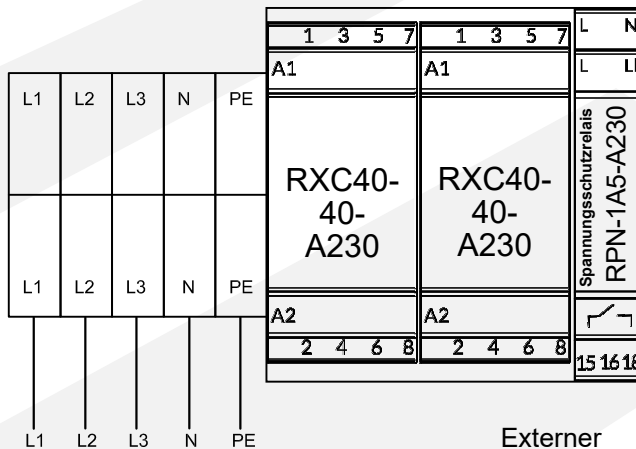 1 3 5 7
1 3 5 7
L N
A1
A1
L
L1 L2 L3 N PE
RXC40-
40-
A230
RXC40-
40-
A230
Spannungsschutzrelais
RPN-1A5-A230
L1 L2 L3 N PE
A2
A2
2 4 6 8
2 4 6 8
15 16 18
L1 L2 L3 N PE
Externer